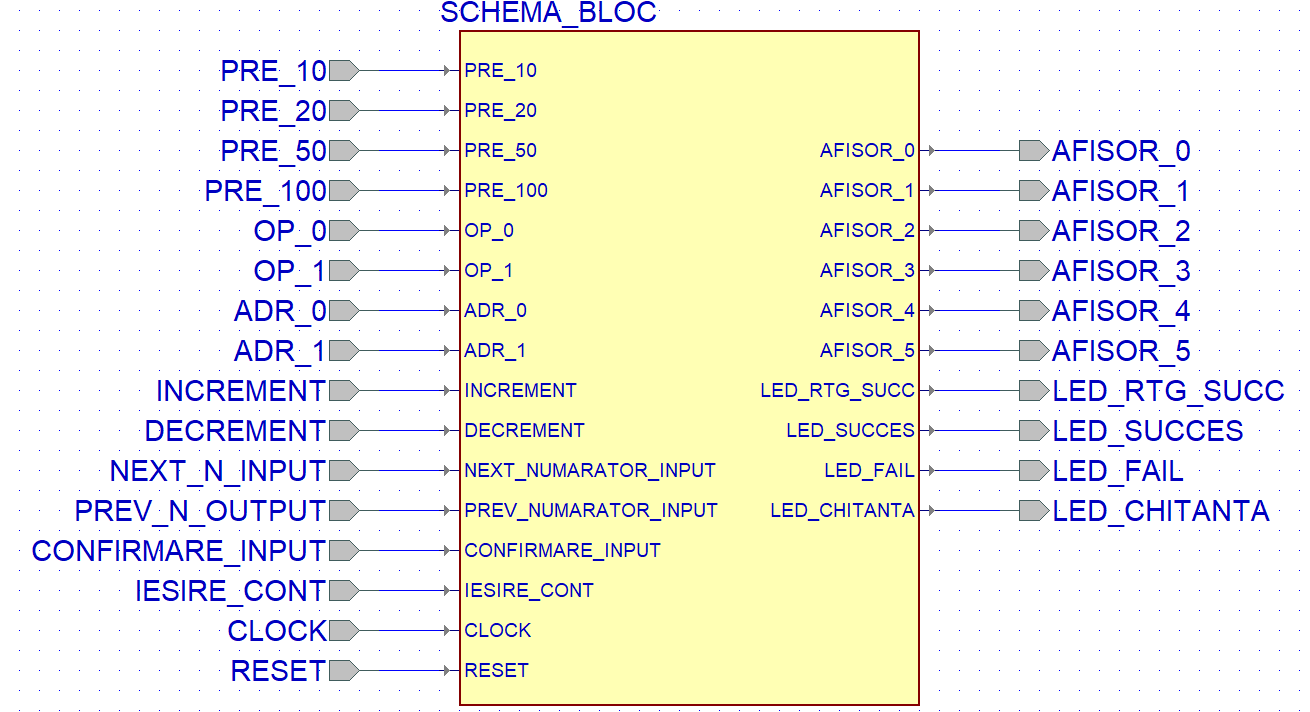 SCHEMA_BLOC
PRE_10 PRE_10
PRE_20 PRE_20
PRE_50 PRE_50 AFISOR_0 AFISOR_0
PRE_100 PRE_100 AFISOR_1 AFISOR_1
OP_0 OP_0 AFISOR_2 AFISOR_2
OP_1 OP_1 AFISOR_3 AFISOR_3
ADR_0 ADR_0 AFISOR_4 AFISOR_4
ADR_1 ADR_1 AFISOR_5 AFISOR_5
INCREMENT INCREMENT LED_RTG_SUCC LED_RTG_SUCC
DECREMENT DECREMENT LED_SUCCES LED_SUCCES
NEXT_N_INPUT NEXT_NUMARATOR_INPUT LED_FAIL LED_FAIL
PREV_N_OUTPUT PREV_NUMARATOR_INPUT LED_CHITANTA LED_CHITANTA
CONFIRMARE_INPUT CONFIRMARE_INPUT
IESIRE_CONT IESIRE_CONT
CLOCK CLOCK
RESET RESET